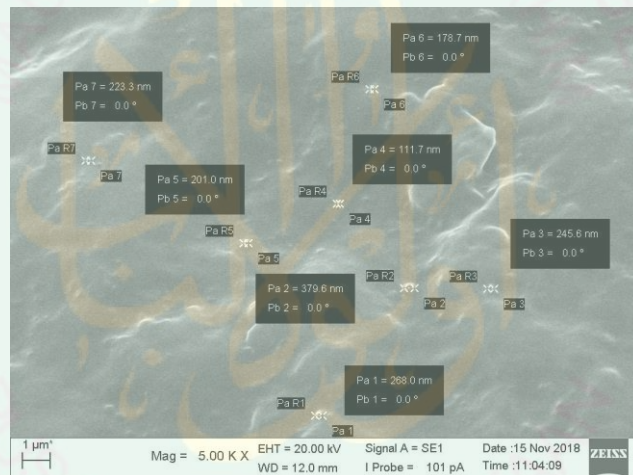 Pa 6 = 178.7 nm
Pb 6 = 0.0 °
Pa R6
Pa 6
Pa 7 = 223.3 nm
Pb 7 = 0.0 °
Pa R7
Pa 7
Pa 4 = 111.7 nm
Pb 4 = 0.0 °
Pa R4
Pa 4
Pa 5 = 201.0 nm
Pb 5 = 0.0 °
Pa R5
Pa 5
Pa 3 = 245.6 nm
Pb 3 = 0.0 °
Pa R3
Pa 3
Pa 2 = 379.6 nm
Pb 2 = 0.0 °
Pa R2
Pa 2
Pa 1 = 268.0 nm
Pb 1 = 0.0 °
Pa R1
Pa 1
1 µm*
Mag = 5.00 K X
EHT = 20.00 kV
WD = 12.0 mm
Signal A = SE1
I Probe = 101 pA
Date :15 Nov 2018
Time :11:04:09
ZEISS